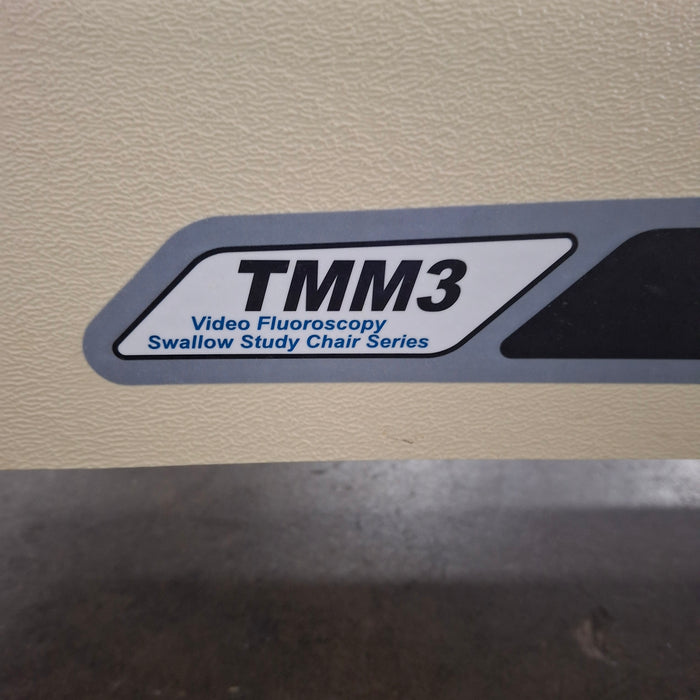 TMM3
Video Fluoroscopy
Swallow Study Chair Series